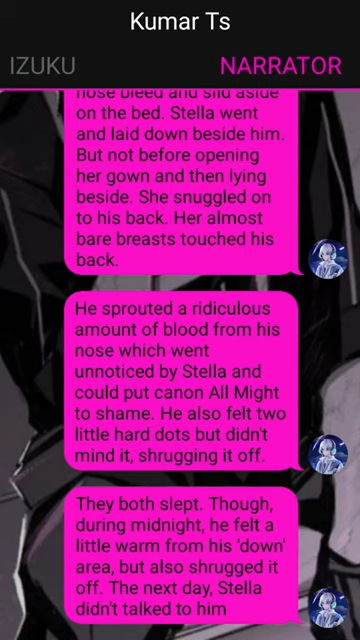 Kumar Ts
IZUKU
NARRATOR
nose bleed and slid aside
on the bed. Stella went
and laid down beside him.
But not before opening
her gown and then lying
beside. She snuggled on
to his back. Her almost
bare breasts touched his
back.
He sprouted a ridiculous
amount of blood from his
nose which went
unnoticed by Stella and
could put canon All Might
to shame. He also felt two
little hard dots but didn't
mind it, shrugging it off.
They both slept. Though,
during midnight, he felt a
little warm from his 'down'
area, but also shrugged it
off. The next day, Stella
didn't talked to him